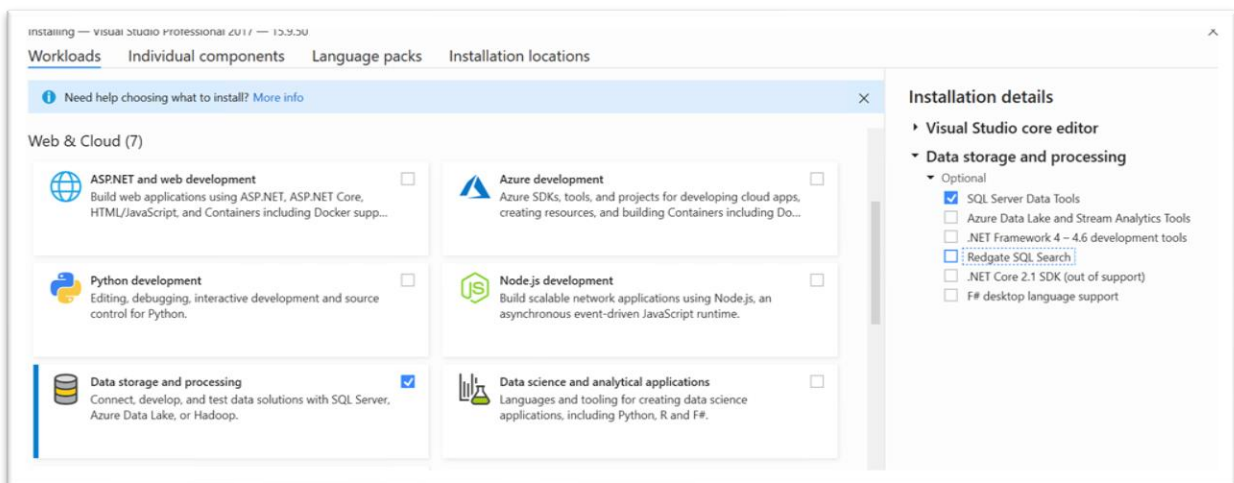 Installing — Visual Studio Professional 2017 — 15.9.50
Workloads
Individual components
Language packs
Installation locations
Need help choosing what to install? More info
Web & Cloud (7)
ASP.NET and web development
Build web applications using ASP.NET, ASP.NET Core,
HTML/JavaScript, and Containers including Docker supp...
Azure development
Azure SDKs, tools, and projects for developing cloud apps,
creating resources, and building Containers including Do...
Python development
Editing, debugging, interactive development and source
control for Python.
Node.js development
Build scalable network applications using Node.js, an
asynchronous event-driven JavaScript runtime.
Data storage and processing
Connect, develop, and test data solutions with SQL Server,
Azure Data Lake, or Hadoop.
Data science and analytical applications
Languages and tooling for creating data science
applications, including Python, R and F#.
Installation details
Visual Studio core editor
Data storage and processing
Optional
SQL Server Data Tools
Azure Data Lake and Stream Analytics Tools
.NET Framework 4 – 4.6 development tools
Redgate SQL Search
.NET Core 2.1 SDK (out of support)
F# desktop language support